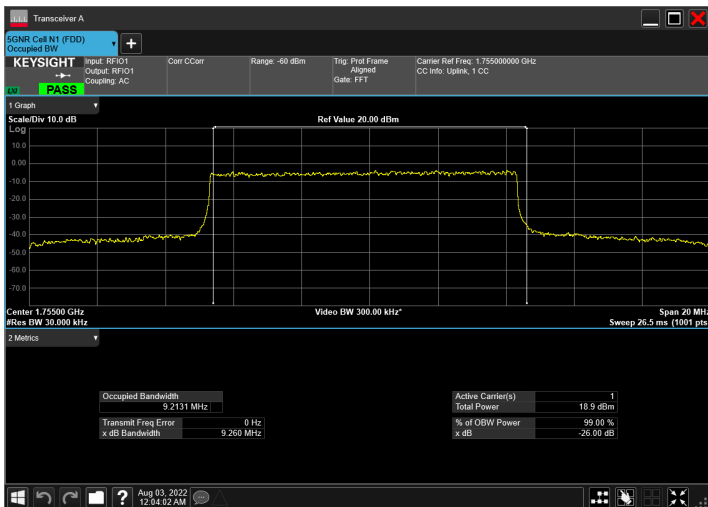 Transceiver A
5GNR Cell N1 (FDD)
Occupied BW
KEYSIGHT
LXI
PASS
Input: RFIO1
Output: RFIO1
Coupling: AC
Corr CCorr
Range: -60 dBm
Trig: Prot Frame
Aligned
Gate: FFT
Carrier Ref Freq: 1.755000000 GHz
CC Info: Uplink, 1 CC
1 Graph
Scale/Div 10.0 dB
Ref Value 20.00 dBm
Log
10.0
0.00
-10.0
-20.0
-30.0
-40.0
-50.0
-60.0
-70.0
Center 1.75500 GHz
Video BW 300.00 kHz*
Span 20 MHz
#Res BW 30.000 kHz
Sweep 26.5 ms (1001 pts
2 Metrics
Occupied Bandwidth
9.2131 MHz
Transmit Freq Error 0 Hz
x dB Bandwidth 9.260 MHz
Active Carrier(s) 1
Total Power 18.9 dBm
% of OBW Power 99.00 %
x dB -26.00 dB
Aug 03, 2022
12:04:02 AM